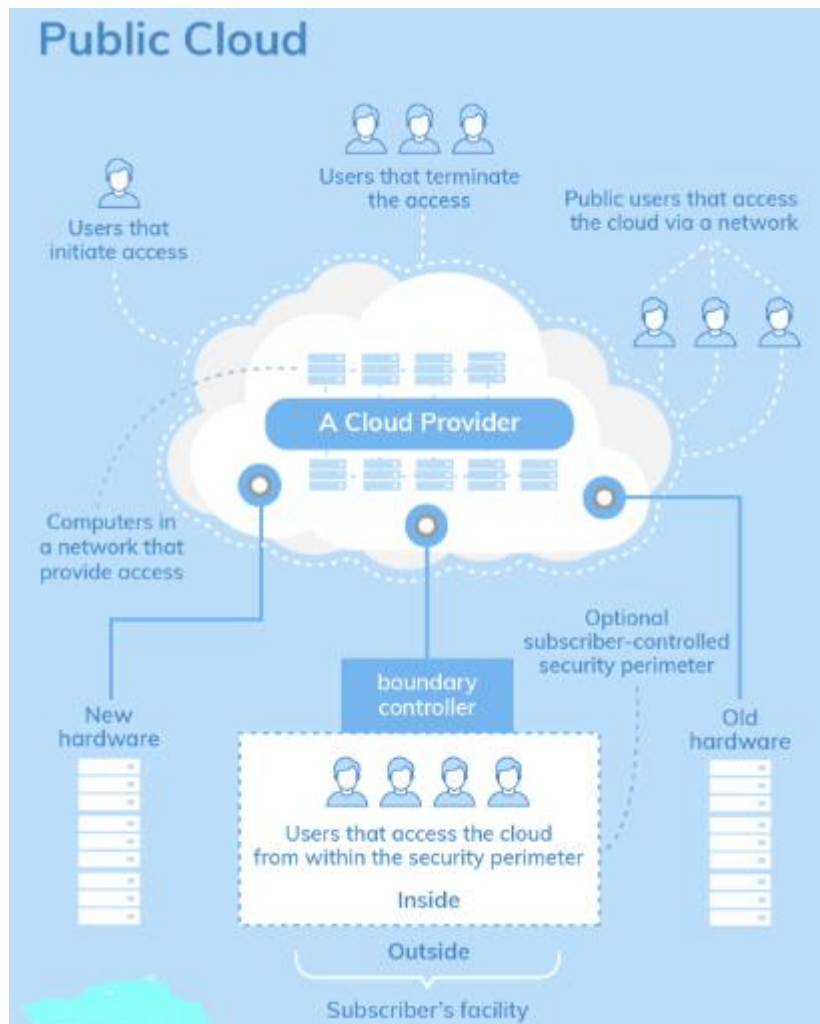 Public Cloud
Users that terminate
the access
Users that
initiate access
Public users that access
the cloud via a network
A Cloud Provider
Computers in
a network that
provide access
Optional
subscriber-controlled
security perimeter
boundary
controller
New
hardware
Old
hardware
Users that access the cloud
from within the security perimeter
Inside
Outside
Subscriber's facility